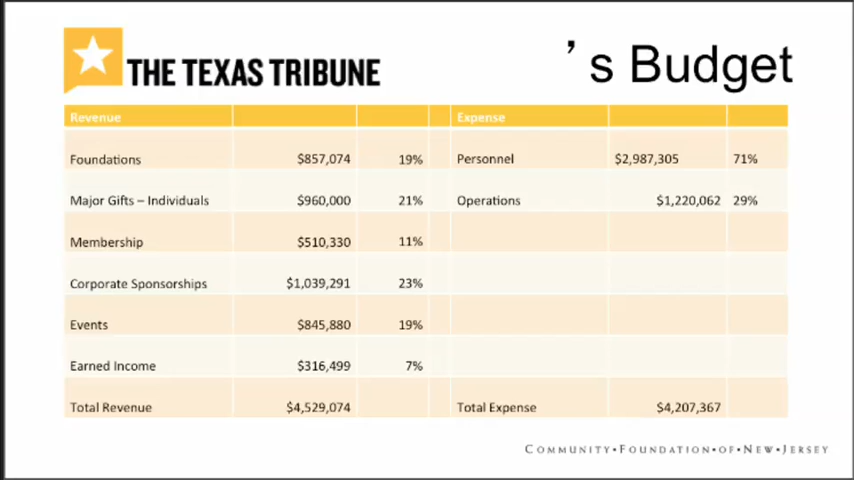 THE TEXAS TRIBUNE
’s Budget
Revenue Expense
Foundations $857,074 19% Personnel $2,987,305 71%
Major Gifts – Individuals $960,000 21% Operations $1,220,062 29%
Membership $510,330 11%
Corporate Sponsorships $1,039,291 23%
Events $845,880 19%
Earned Income $316,499 7%
Total Revenue $4,529,074 Total Expense $4,207,367
COMMUNITY•FOUNDATION•OF•NEW•JERSEY